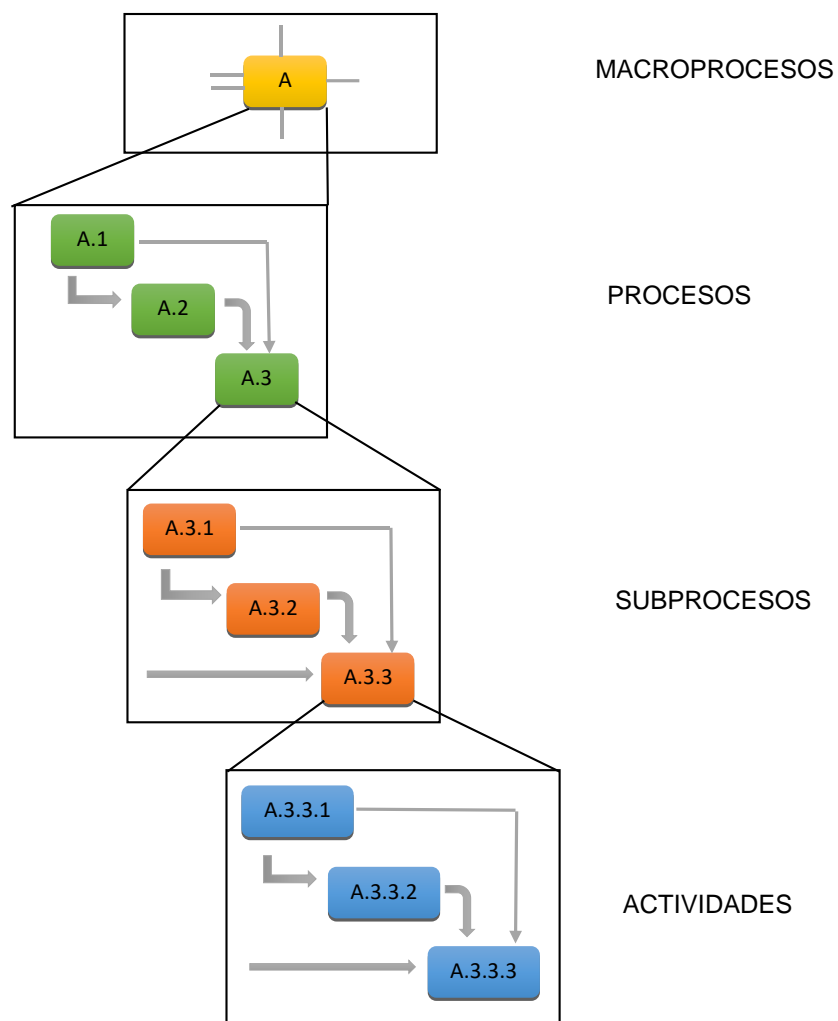 A
MACROPROCESOS
A.1
A.2
A.3
PROCESOS
A.3.1
A.3.2
A.3.3
SUBPROCESOS
A.3.3.1
A.3.3.2
A.3.3.3
ACTIVIDADES